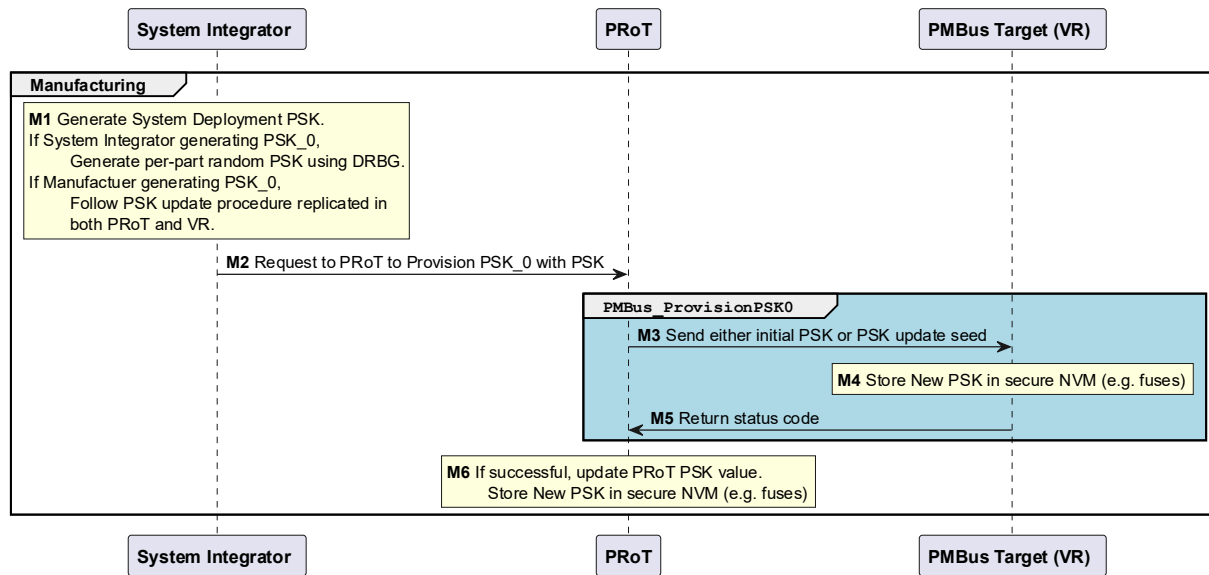 System Integrator
PRoT
PMBus Target (VR)
Manufacturing
M1 Generate System Deployment PSK.
If System Integrator generating PSK_0,
Generate per-part random PSK using DRBG.
If Manufactuer generating PSK_0,
Follow PSK update procedure replicated in
both PRoT and VR.
M2 Request to PRoT to Provision PSK_0 with PSK
PMBus_ProvisionPSK0
M3 Send either initial PSK or PSK update seed
M4 Store New PSK in secure NVM (e.g. fuses)
M5 Return status code
M6 If successful, update PRoT PSK value.
Store New PSK in secure NVM (e.g. fuses)
System Integrator
PRoT
PMBus Target (VR)